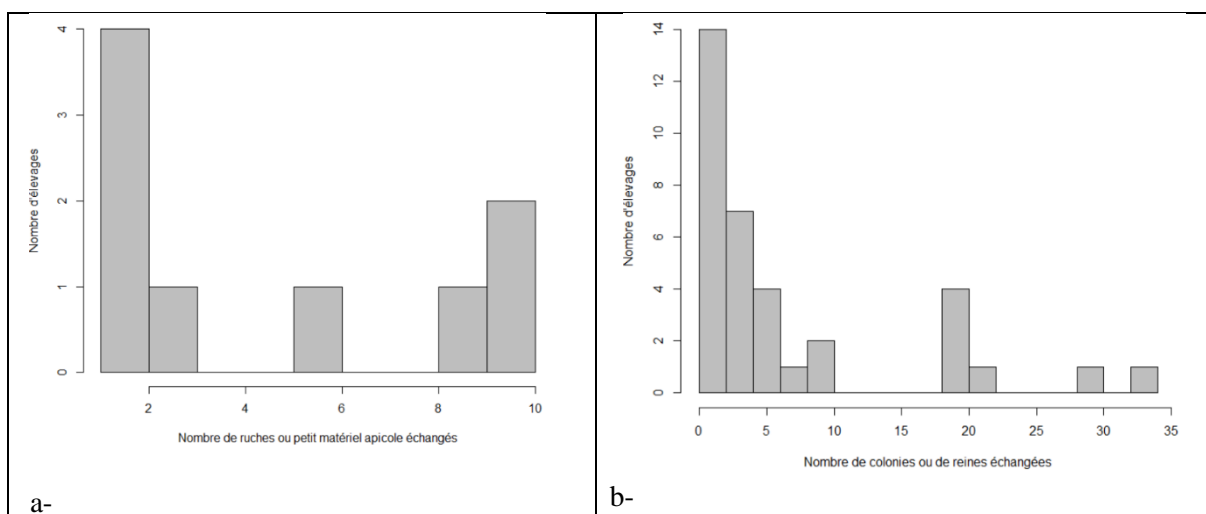 4
3
2
1
0
Nombre d'élevages
2 4 6 8 10
Nombre de ruches ou petit matériel apicole échangés
a-
14
12
10
8
6
4
2
0
Nombre d'élevages
0 5 10 15 20 25 30 35
Nombre de colonies ou de reines échangées
b-